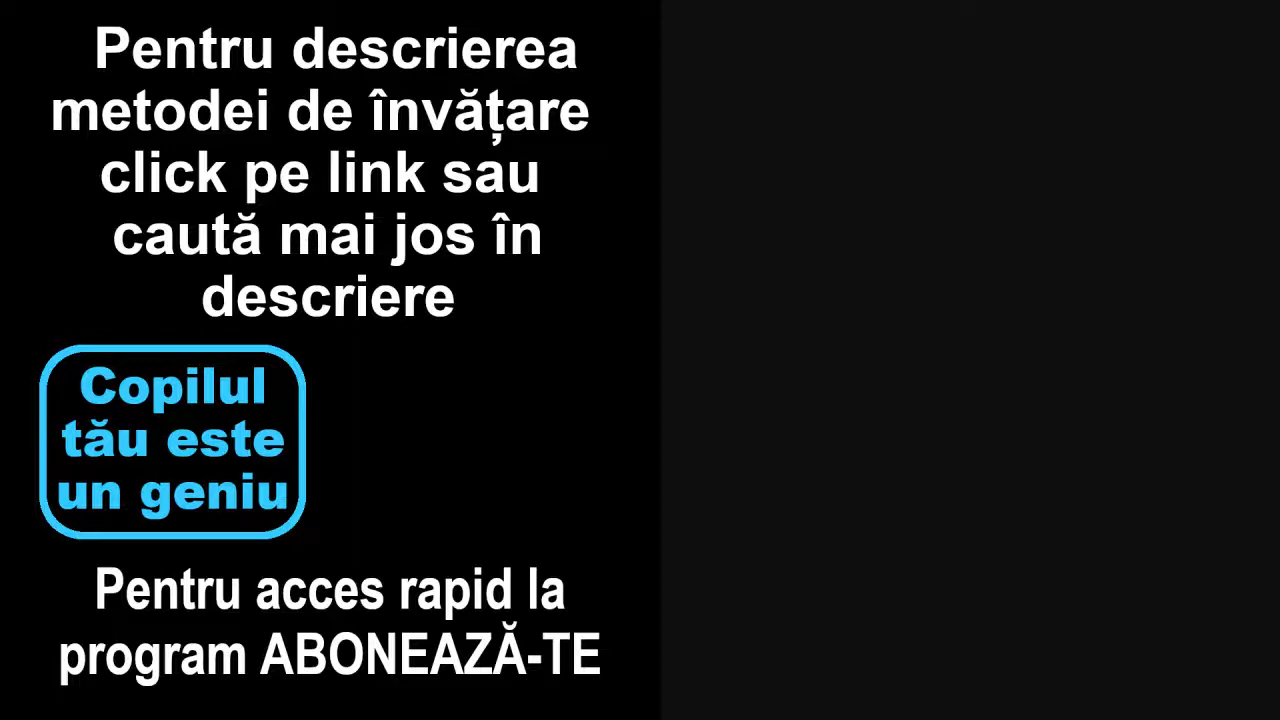 Pentru descrierea
metodei de învățare
click pe link sau
caută mai jos în
descriere
Copilul
tău este
un geniu
Pentru acces rapid la
program ABONEAZĂ-TE